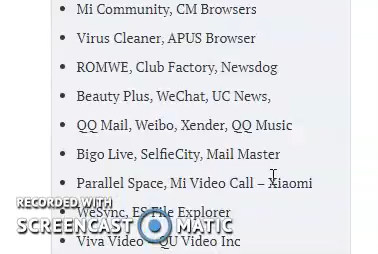 Mi Community, CM Browsers
Virus Cleaner, APUS Browser
ROMWE, Club Factory, Newsdog
Beauty Plus, WeChat, UC News,
QQ Mail, Weibo, Xender, QQ Music
Bigo Live, SelfieCity, Mail Master
Parallel Space, Mi Video Call – Xiaomi
WeSync, ES File Explorer
Viva Video – QU Video Inc
RECORDED WITH
SCREENCAST MATIC